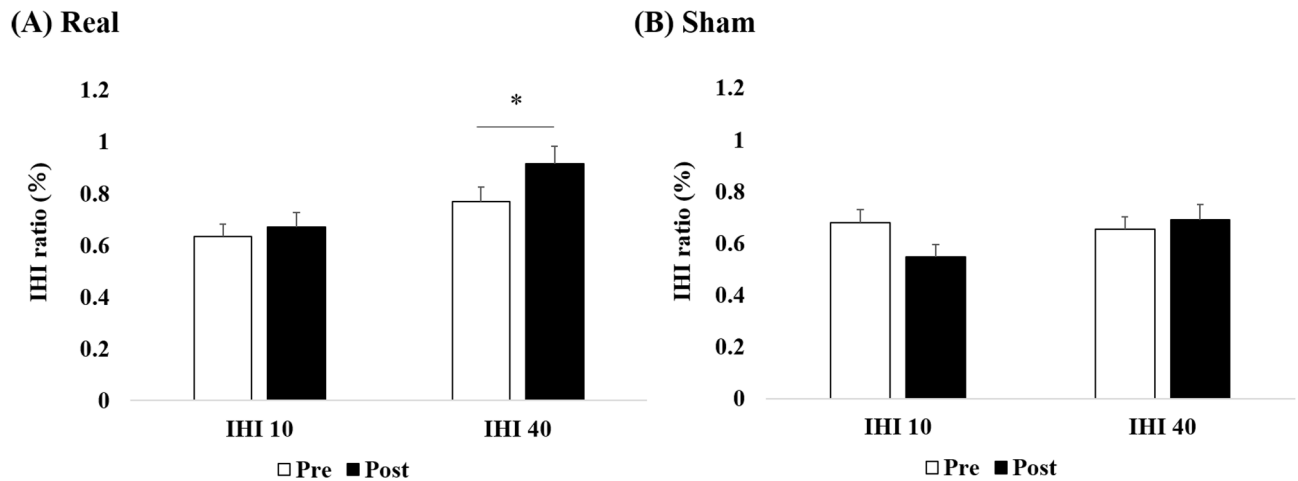 (A) Real
IHI ratio (%)
1.2
1
0.8
0.6
0.4
0.2
0
*
IHI 10
IHI 40
Pre
Post
(B) Sham
IHI ratio (%)
1.2
1
0.8
0.6
0.4
0.2
0
IHI 10
IHI 40
Pre
Post